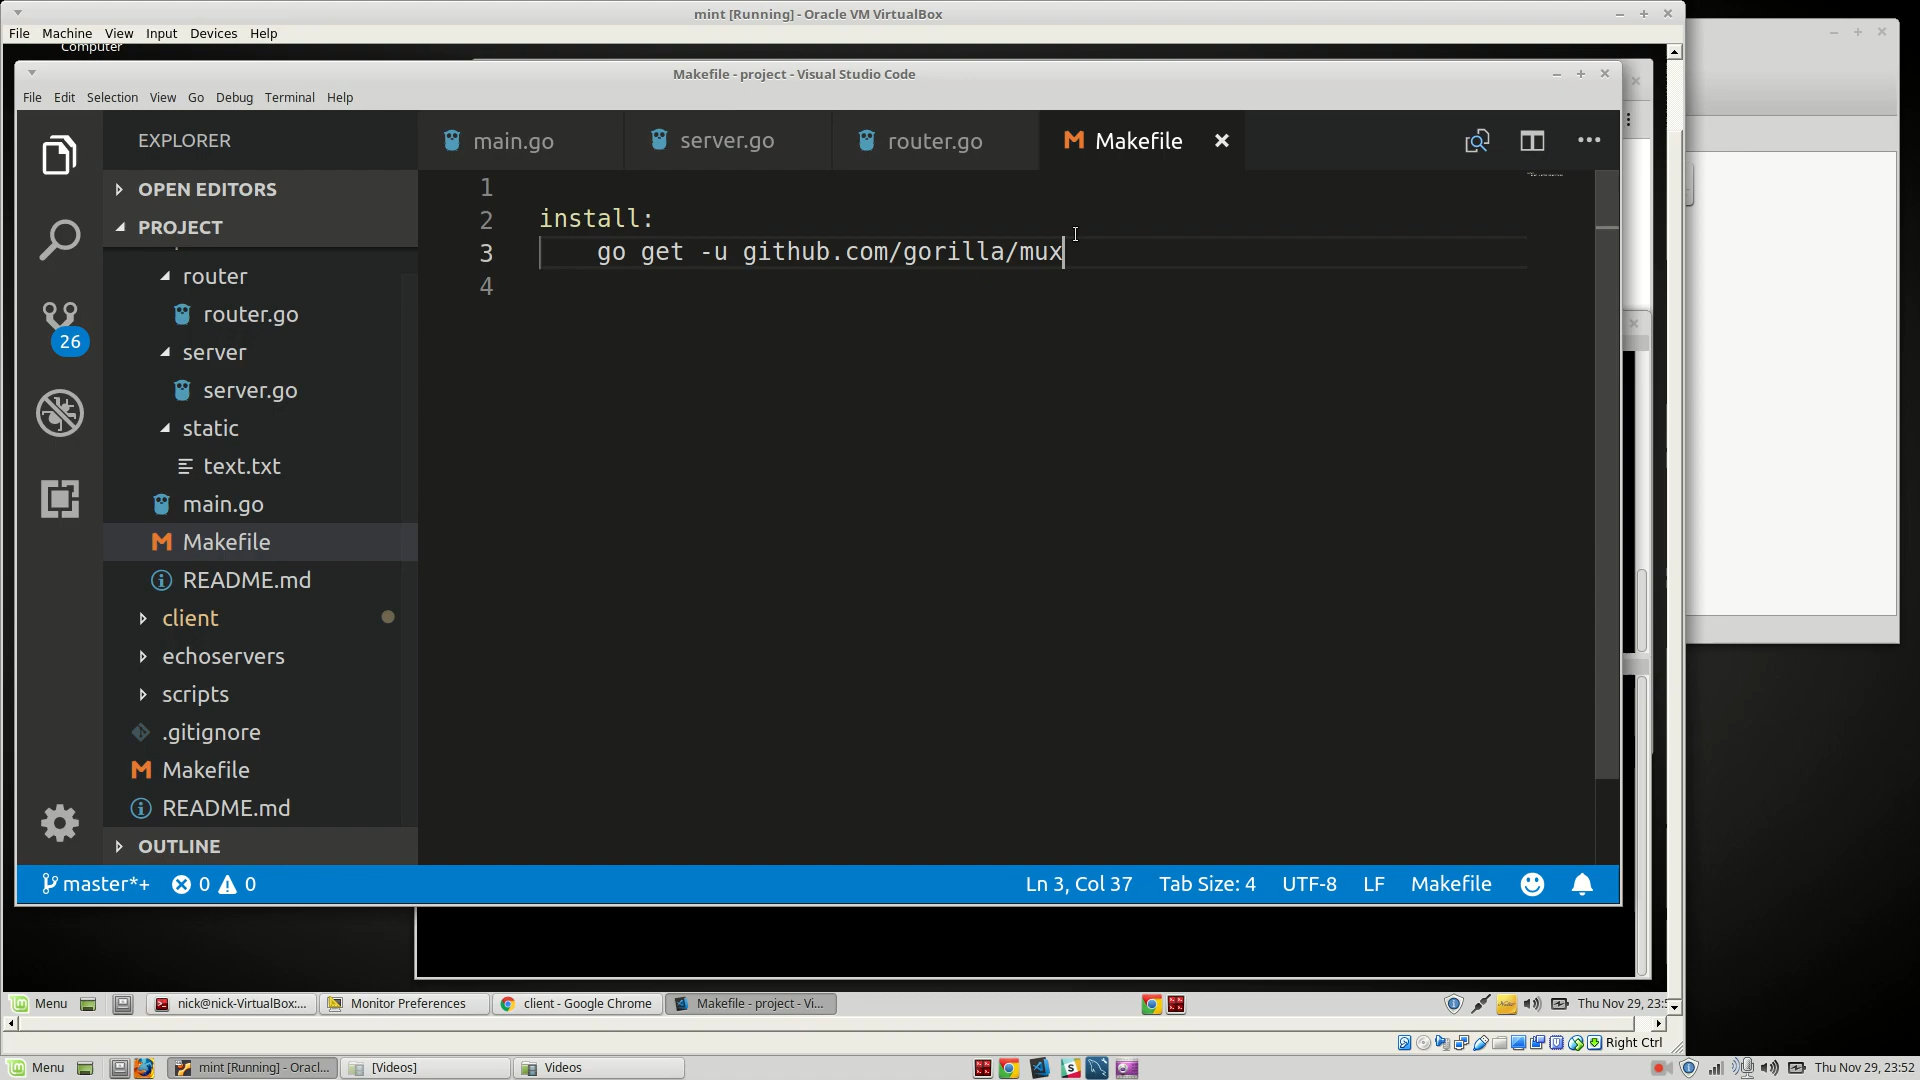 mint [Running] - Oracle VM VirtualBox
File Machine View Input Devices Help
Computer
Makefile - project - Visual Studio Code
File Edit Selection View Go Debug Terminal Help
EXPLORER
main.go
server.go
router.go
Makefile
OPEN EDITORS
PROJECT
router
router.go
server
server.go
static
text.txt
main.go
Makefile
README.md
client
echoservers
scripts
.gitignore
Makefile
README.md
OUTLINE
26
1
2 install:
3 go get -u github.com/gorilla/mux
4
master*+ 0 0
Ln 3, Col 37 Tab Size: 4 UTF-8 LF Makefile
Menu
nick@nick-VirtualBox:...
Monitor Preferences
client - Google Chrome
Makefile - project - Vi...
Thu Nov 29, 23:5
Right Ctrl
Menu
mint [Running] - Oracl...
[Videos]
Videos
Thu Nov 29, 23:52